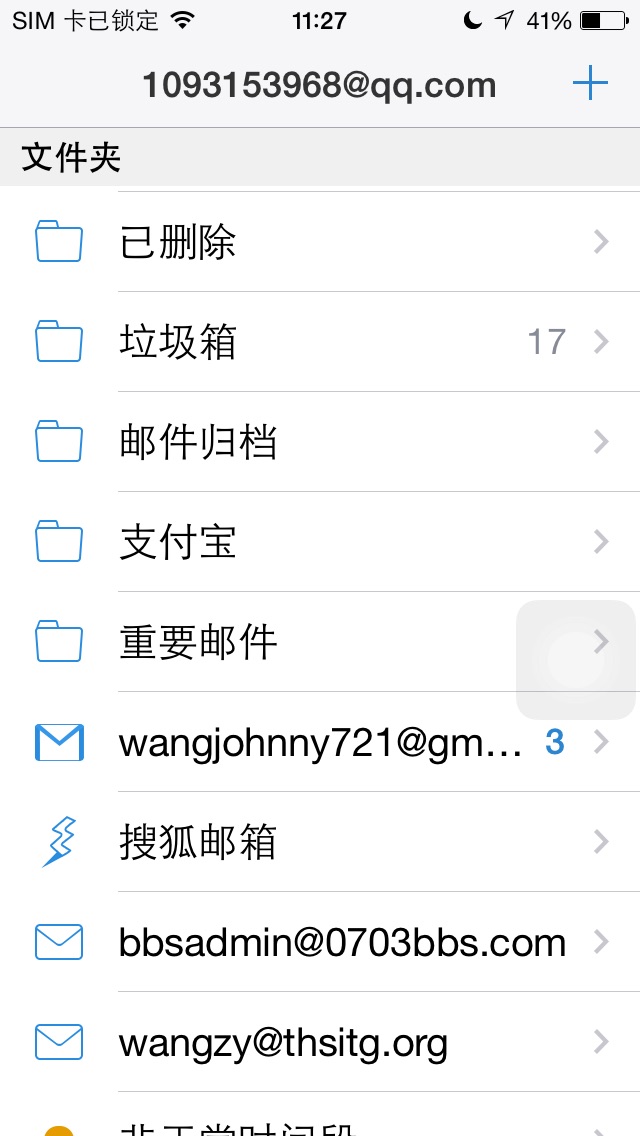 SIM 卡已锁定 11:27 41%
1093153968@qq.com
文件夹
已删除
垃圾箱 17
邮件归档
支付宝
重要邮件
wangjohnny721@gm... 3
搜狐邮箱
bbsadmin@0703bbs.com
wangzy@thsitg.org